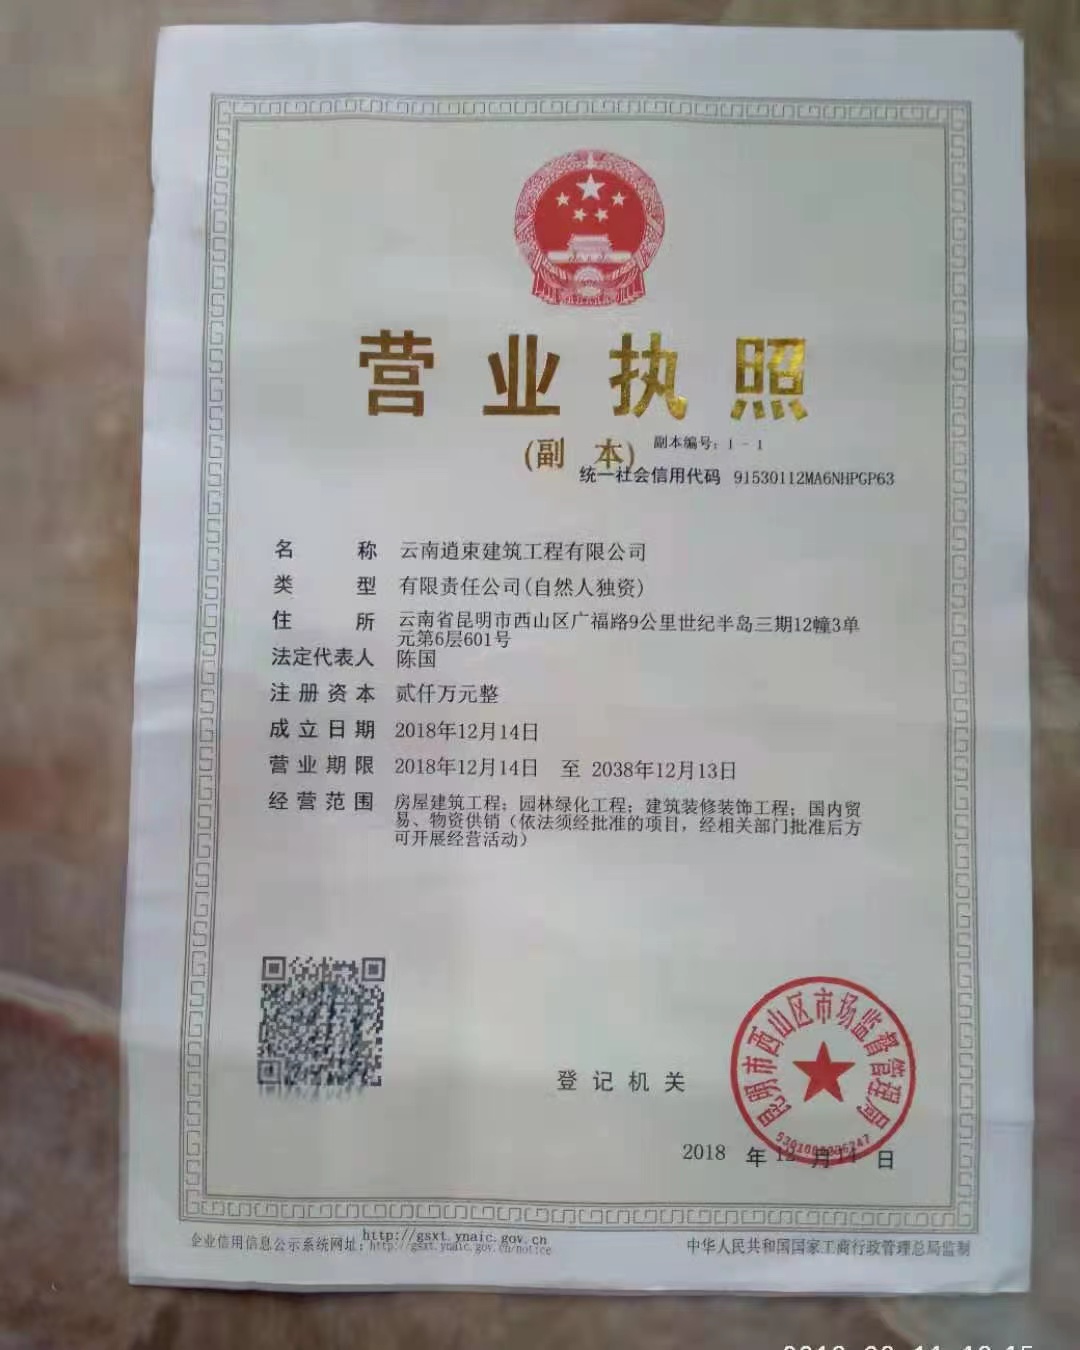 营业执照
(副 本) 副本编号：1 - 1
统一社会信用代码 91530112MA6NHPGP63
名 称 云南逍束建筑工程有限公司
类 型 有限责任公司(自然人独资)
住 所 云南省昆明市西山区广福路9公里世纪半岛三期12幢3单
元第6层601号
法定代表人 陈国
注册资本 贰仟万元整
成立日期 2018年12月14日
营业期限 2018年12月14日 至 2038年12月13日
经营范围 房屋建筑工程；园林绿化工程；建筑装修装饰工程；国内贸
易、物资供销（依法须经批准的项目，经相关部门批准后方
可开展经营活动）
昆明市西山区市场监督管理局
登记机关
2018 年 12 月 14 日
企业信用信息公示系统网址：http://gsxt.ynaic.gov.cn
http://gsxt.ynaic.gov.cn/notice
中华人民共和国国家工商行政管理总局监制